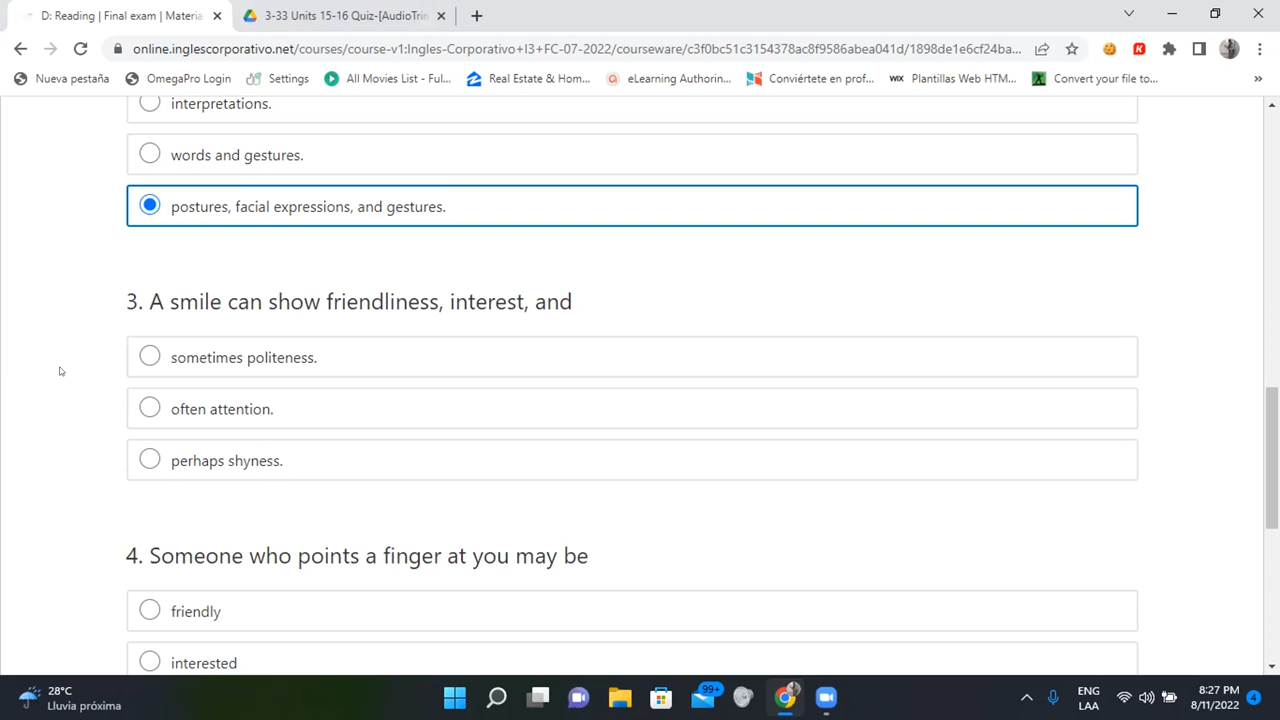 D: Reading | Final exam | Materia
3-33 Units 15-16 Quiz-[AudioTrin
online.inglescorporativo.net/courses/course-v1:Ingles-Corporativo+I3+FC-07-2022/courseware/c3f0bc51c3154378ac8f9586abea041d/1898de1e6cf24ba...
Nueva pestaña
OmegaPro Login
Settings
All Movies List - Ful...
Real Estate & Hom...
eLearning Authorin...
Conviértete en prof...
WIX Plantillas Web HTM...
Convert your file to...
interpretations.
words and gestures.
postures, facial expressions, and gestures.
3. A smile can show friendliness, interest, and
sometimes politeness.
often attention.
perhaps shyness.
4. Someone who points a finger at you may be
friendly
interested
28°C
Lluvia próxima
99+
ENG
LAA
8:27 PM
8/11/2022
4